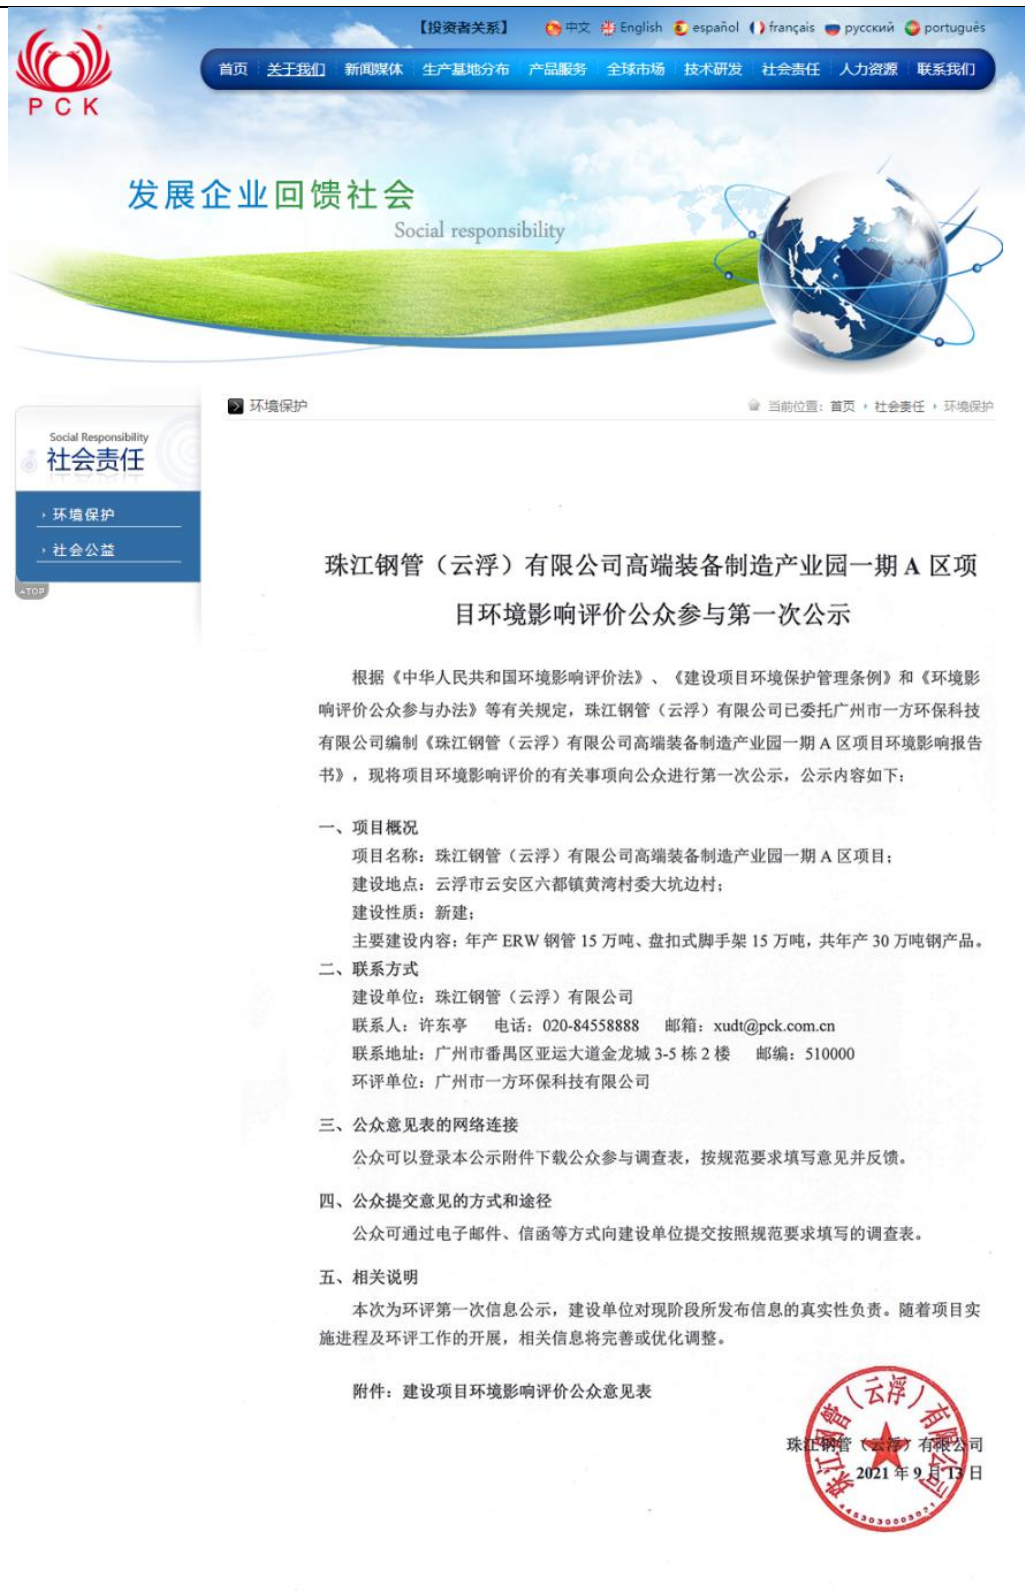 【投资者关系】 中文 English español français русский português
PCK
首页 关于我们 新闻媒体 生产基地分布 产品服务 全球市场 技术研发 社会责任 人力资源 联系我们
发展企业回馈社会
Social responsibility
环境保护
当前位置：首页 › 社会责任 › 环境保护
Social Responsibility
社会责任
› 环境保护
› 社会公益
TOP
珠江钢管（云浮）有限公司高端装备制造产业园一期 A 区项
目环境影响评价公众参与第一次公示
根据《中华人民共和国环境影响评价法》、《建设项目环境保护管理条例》和《环境影
响评价公众参与办法》等有关规定，珠江钢管（云浮）有限公司已委托广州市一方环保科技
有限公司编制《珠江钢管（云浮）有限公司高端装备制造产业园一期 A 区项目环境影响报告
书》，现将项目环境影响评价的有关事项向公众进行第一次公示，公示内容如下：
一、项目概况
项目名称：珠江钢管（云浮）有限公司高端装备制造产业园一期 A 区项目；
建设地点：云浮市云安区六都镇黄湾村委大坑边村；
建设性质：新建；
主要建设内容：年产 ERW 钢管 15 万吨、盘扣式脚手架 15 万吨，共年产 30 万吨钢产品。
二、联系方式
建设单位：珠江钢管（云浮）有限公司
联系人：许东亭 电话：020-84558888 邮箱：xudt@pck.com.cn
联系地址：广州市番禺区亚运大道金龙城 3-5 栋 2 楼 邮编：510000
环评单位：广州市一方环保科技有限公司
三、公众意见表的网络连接
公众可以登录本公示附件下载公众参与调查表，按规范要求填写意见并反馈。
四、公众提交意见的方式和途径
公众可通过电子邮件、信函等方式向建设单位提交按照规范要求填写的调查表。
五、相关说明
本次为环评第一次信息公示，建设单位对现阶段所发布信息的真实性负责。随着项目实
施进程及环评工作的开展，相关信息将完善或优化调整。
附件：建设项目环境影响评价公众意见表
珠江钢管（云浮）有限公司
2021 年 9 月 13 日
珠江钢管（云浮）有限公司
4453030003021